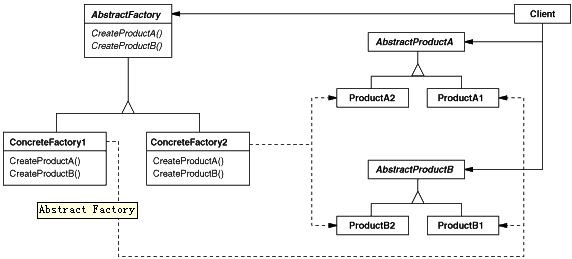 AbstractFactory
CreateProductA()
CreateProductB()
Client
AbstractProductA
ProductA2
ProductA1
ConcreteFactory1
CreateProductA()
CreateProductB()
ConcreteFactory2
CreateProductA()
CreateProductB()
AbstractProductB
ProductB2
ProductB1
Abstract Factory